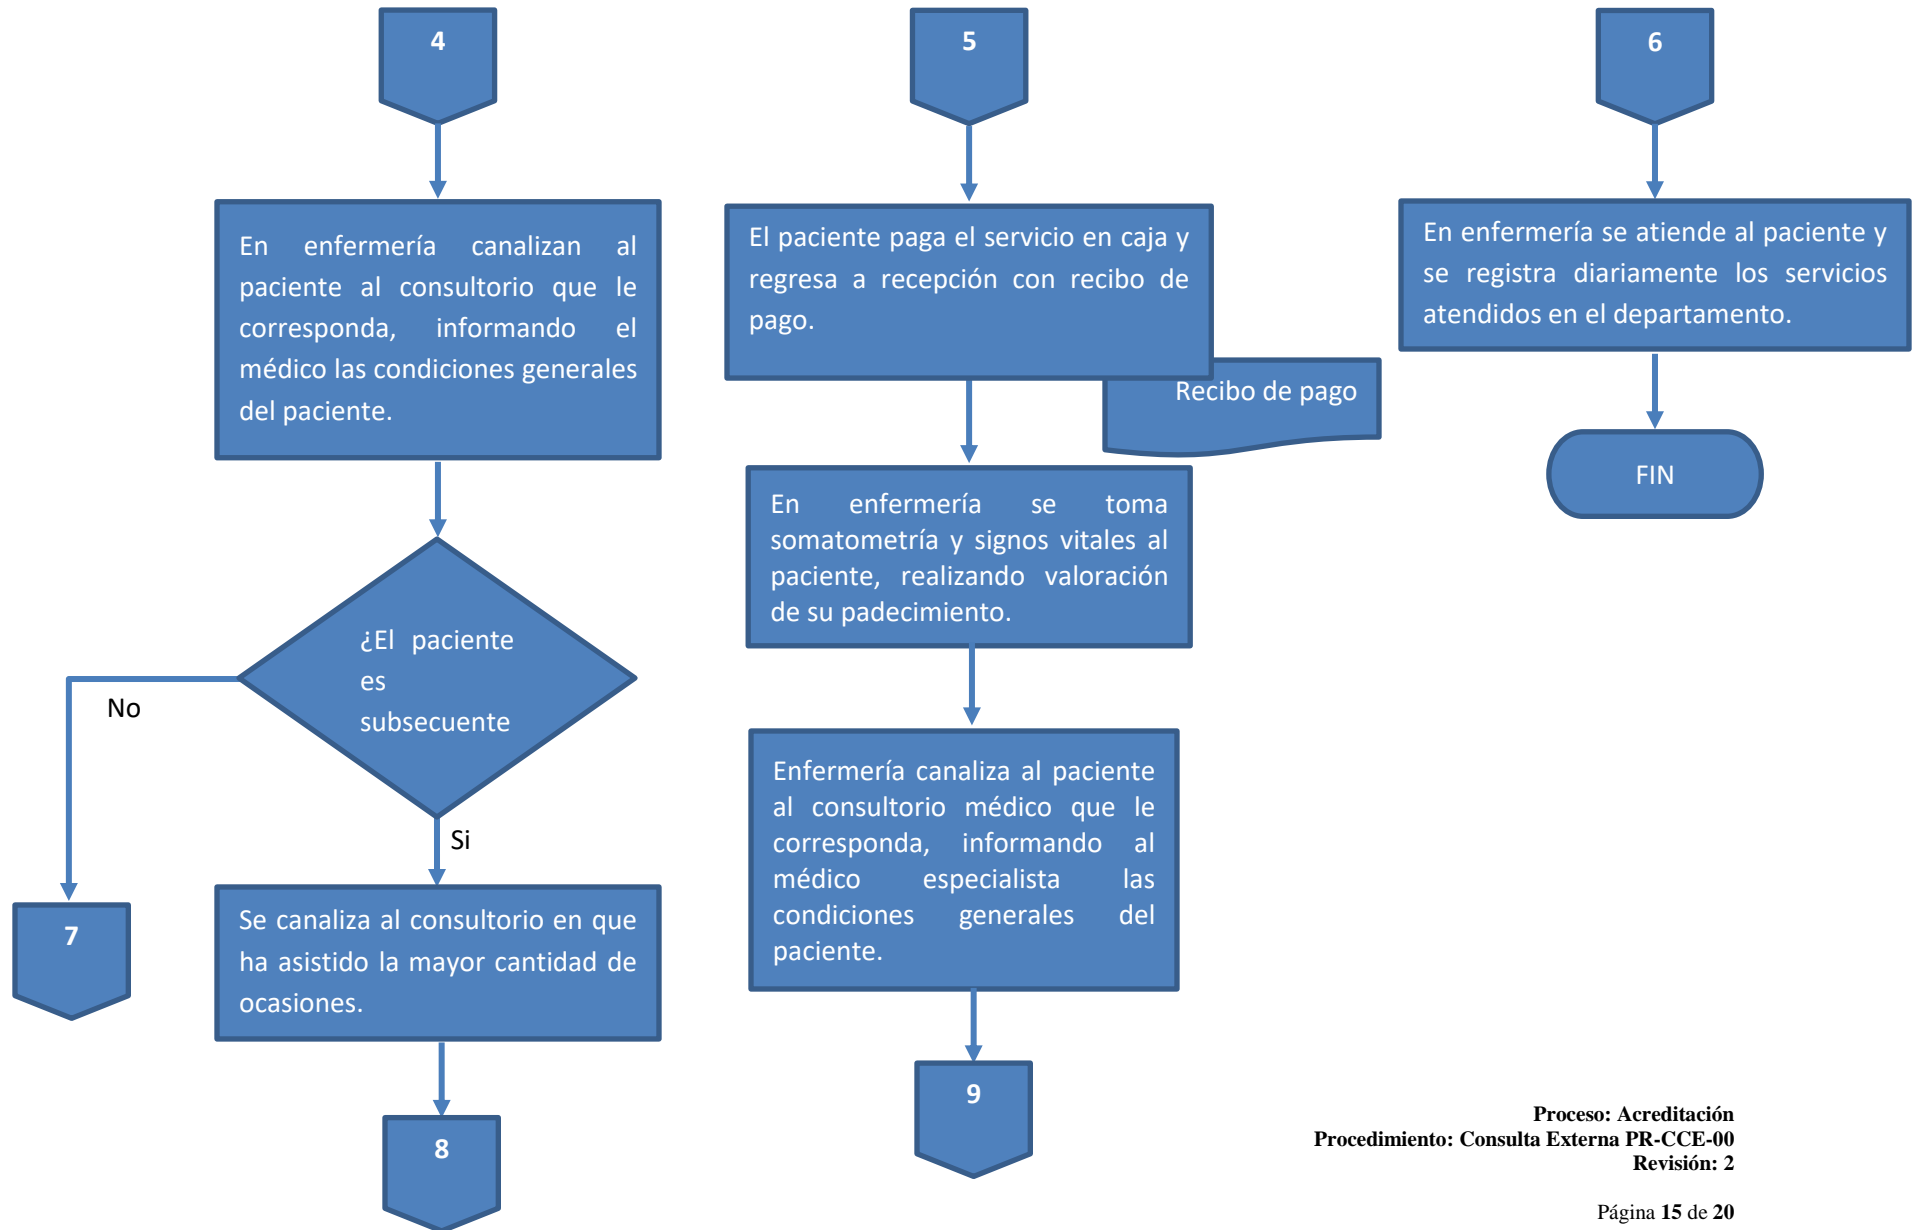 4
En enfermería canalizan al
paciente al consultorio que le
corresponda, informando el
médico las condiciones generales
del paciente.
¿El paciente
es
subsecuente
No
Si
7
Se canaliza al consultorio en que
ha asistido la mayor cantidad de
ocasiones.
8
5
El paciente paga el servicio en caja y
regresa a recepción con recibo de
pago.
Recibo de pago
En enfermería se toma
somatometría y signos vitales al
paciente, realizando valoración
de su padecimiento.
Enfermería canaliza al paciente
al consultorio médico que le
corresponda, informando al
médico especialista las
condiciones generales del
paciente.
9
6
En enfermería se atiende al paciente y
se registra diariamente los servicios
atendidos en el departamento.
FIN
Proceso: Acreditación
Procedimiento: Consulta Externa PR-CCE-00
Revisión: 2
Página 15 de 20